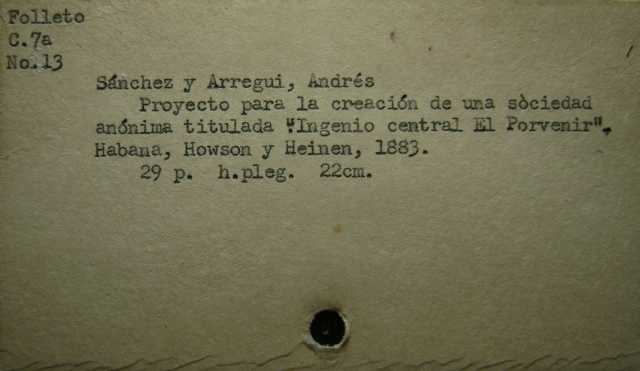 Folleto
C.7a
No.13
Sánchez y Arregui, Andrés
Proyecto para la creación de una sòciedad
anónima titulada "Ingenio central El Porvenir".
Habana, Howson y Heinen, 1883.
29 p. h.pleg. 22cm.